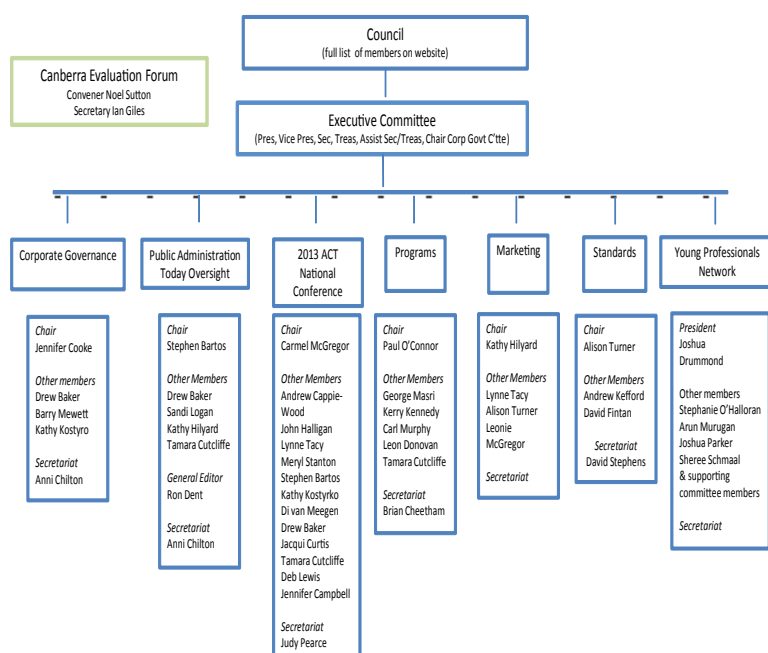 Council
(full list of members on website)
Canberra Evaluation Forum
Convener Noel Sutton
Secretary Ian Giles
Executive Committee
(Pres, Vice Pres, Sec, Treas, Assist Sec/Treas, Chair Corp Govt C'tte)
Corporate Governance
Chair
Jennifer Cooke
Other members
Drew Baker
Barry Mewett
Kathy Kostyro
Secretariat
Anni Chilton
Public Administration
Today Oversight
Chair
Stephen Bartos
Other Members
Drew Baker
Sandi Logan
Kathy Hilyard
Tamara Cutcliffe
General Editor
Ron Dent
Secretariat
Anni Chilton
2013 ACT
National
Conference
Chair
Carmel McGregor
Other Members
Andrew Cappie-
Wood
John Halligan
Lynne Tacy
Meryl Stanton
Stephen Bartos
Kathy Kostyrko
Di van Meegen
Drew Baker
Jacqui Curtis
Tamara Cutcliffe
Deb Lewis
Jennifer Campbell
Secretariat
Judy Pearce
Programs
Chair
Paul O'Connor
Other Members
George Masri
Kerry Kennedy
Carl Murphy
Leon Donovan
Tamara Cutcliffe
Secretariat
Brian Cheetham
Marketing
Chair
Kathy Hilyard
Other Members
Lynne Tacy
Alison Turner
Leonie
McGregor
Secretariat
Standards
Chair
Alison Turner
Other Members
Andrew Kefford
David Fintan
Secretariat
David Stephens
Young Professionals
Network
President
Joshua
Drummond
Other members
Stephanie O'Halloran
Arun Murugan
Joshua Parker
Sheree Schmaal
& supporting
committee members
Secretariat